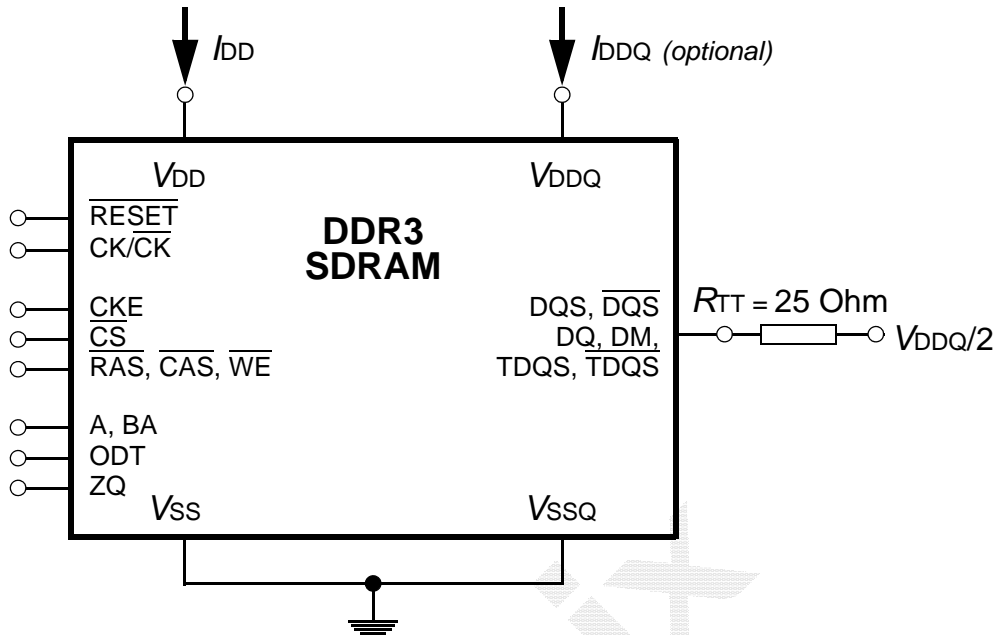 IDD
IDDQ (optional)
VDD
VDDQ
RESET
CK/CK
DDR3
SDRAM
CKE
CS
RAS, CAS, WE
DQS, DQS
DQ, DM,
TDQS, TDQS
RTT = 25 Ohm
VDDQ/2
A, BA
ODT
ZQ
VSS
VSSQ